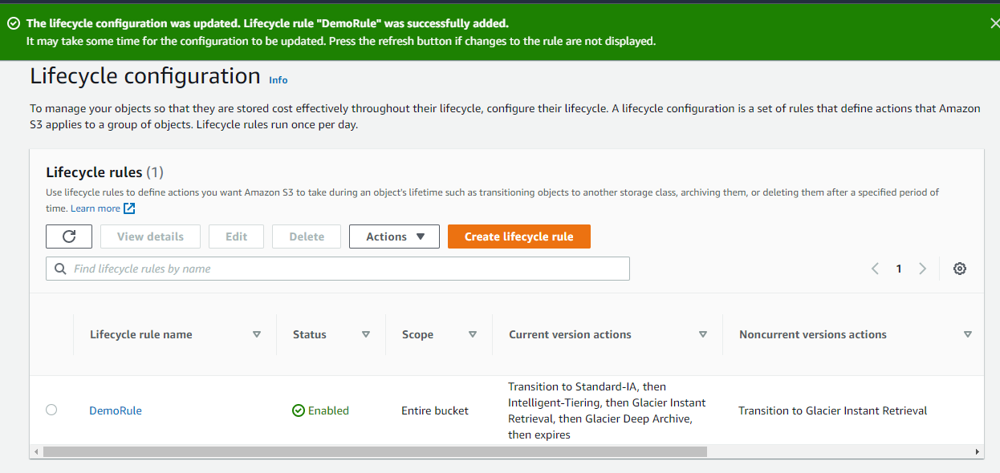 The lifecycle configuration was updated. Lifecycle rule "DemoRule" was successfully added.
It may take some time for the configuration to be updated. Press the refresh button if changes to the rule are not displayed.
Lifecycle configuration Info
To manage your objects so that they are stored cost effectively throughout their lifecycle, configure their lifecycle. A lifecycle configuration is a set of rules that define actions that Amazon
S3 applies to a group of objects. Lifecycle rules run once per day.
Lifecycle rules (1)
Use lifecycle rules to define actions you want Amazon S3 to take during an object's lifetime such as transitioning objects to another storage class, archiving them, or deleting them after a specified period of
time. Learn more
View details Edit Delete Actions Create lifecycle rule
Find lifecycle rules by name 1
Lifecycle rule name Status Scope Current version actions Noncurrent versions actions
Transition to Standard-IA, then
Intelligent-Tiering, then Glacier Instant
DemoRule Enabled Entire bucket Retrieval, then Glacier Deep Archive, Transition to Glacier Instant Retrieval
then expires